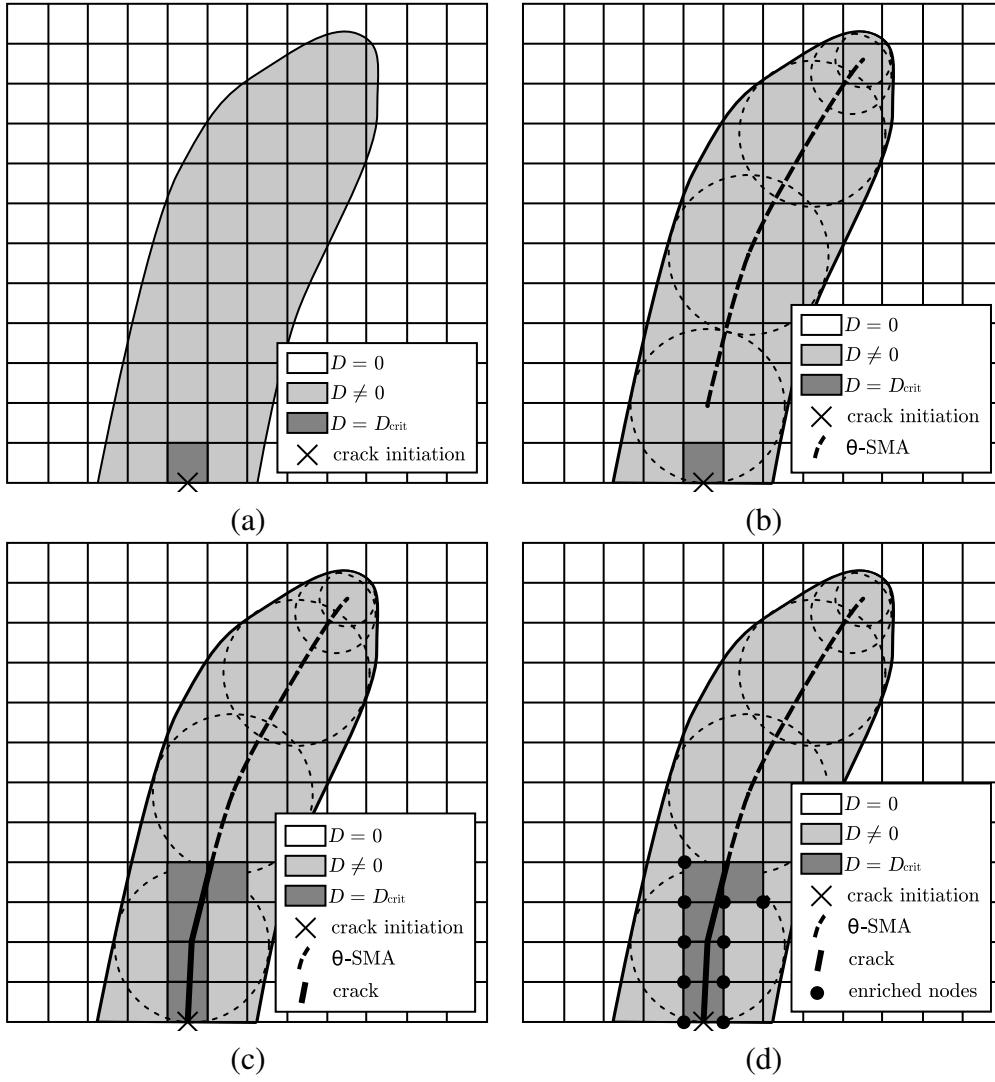 D = 0
D ≠ 0
D = Dcrit
crack initiation
(a)
D = 0
D ≠ 0
D = Dcrit
crack initiation
θ-SMA
(b)
D = 0
D ≠ 0
D = Dcrit
crack initiation
θ-SMA
crack
(c)
D = 0
D ≠ 0
D = Dcrit
crack initiation
θ-SMA
crack
enriched nodes
(d)